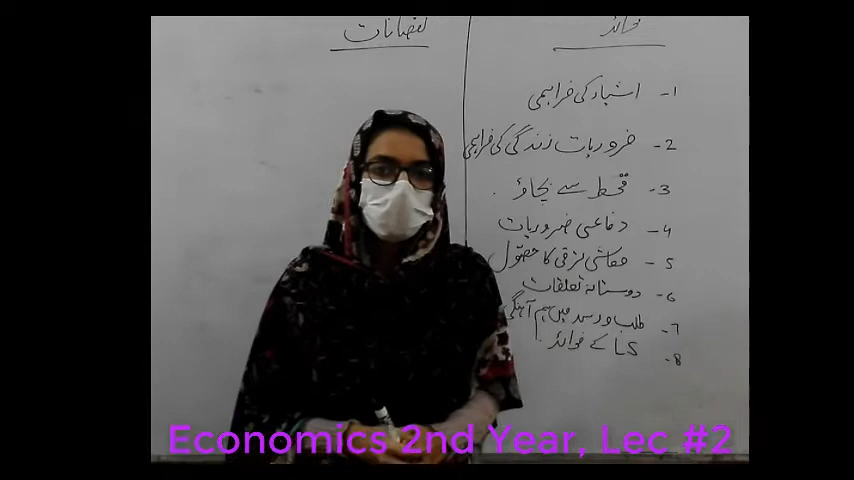 فوائد
نقصانات
1- اشیاء کی فراہمی
2- ضروریات زندگی کی فراہمی
3- قحط سے بچاؤ
4- دفاعی ضروریات
5- معاشی ترقی کا حصول
6- دوستانہ تعلقات
7- طلب و رسد میں ہم آہنگی
8- LS کے فوائد
Economics 2nd Year, Lec #2